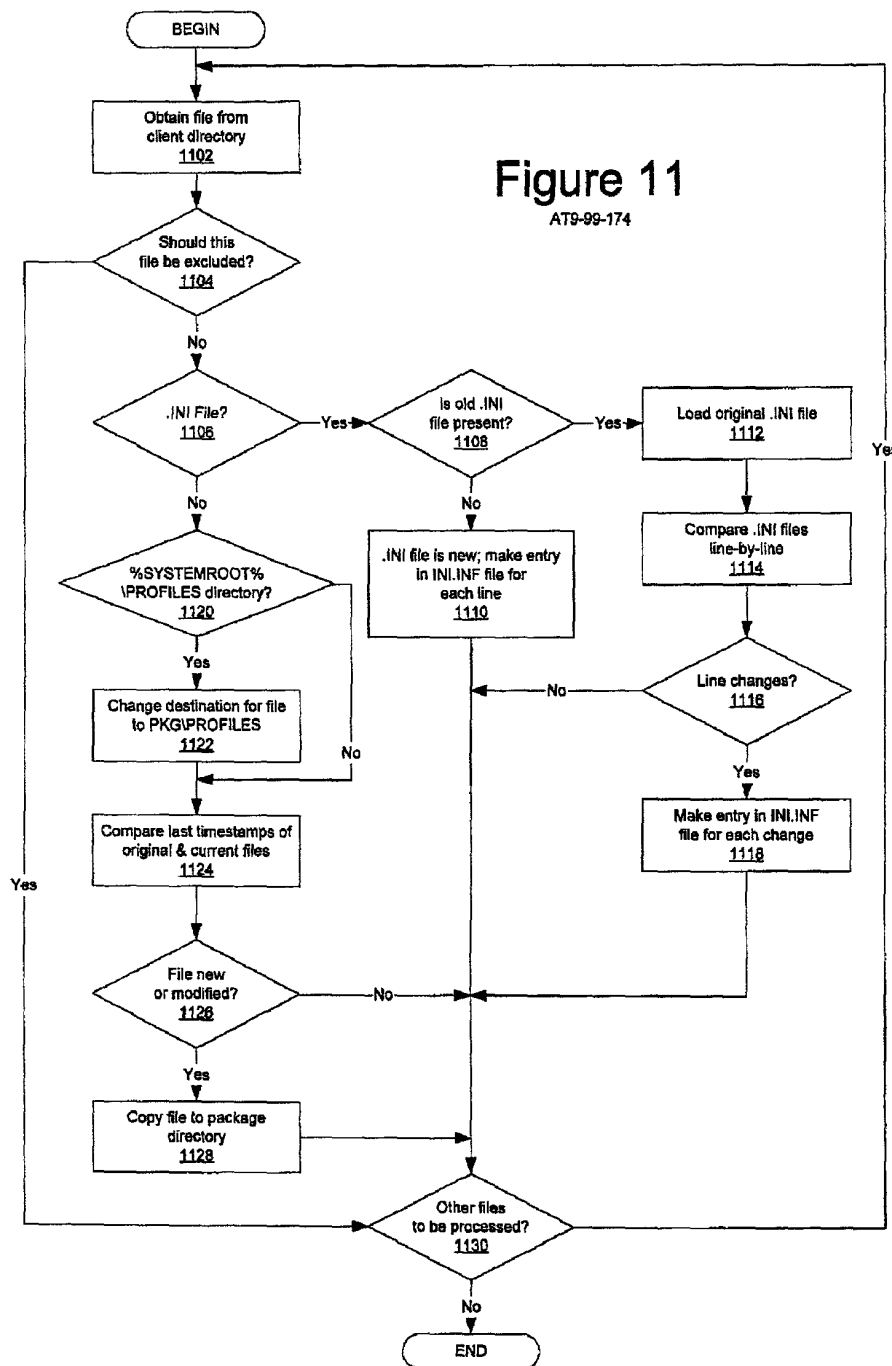 BEGIN
Obtain file from
client directory
1102
Figure 11
AT9-99-174
Should this
file be excluded?
1104
No
.INI File?
1106
Yes
Is old .INI
file present?
1108
Yes
Load original .INI file
1112
Yes
No
No
Compare .INI files
line-by-line
1114
%SYSTEMROOT%
\PROFILES directory?
1120
.INI file is new; make entry
in INI.INF file for
each line
1110
Yes
No
Line changes?
1116
Change destination for file
to PKG\PROFILES
1122
No
Yes
Compare last timestamps of
original & current files
1124
Make entry in INI.INF
file for each change
1118
Yes
File new
or modified?
1126
No
Yes
Copy file to package
directory
1128
Other files
to be processed?
1130
No
END